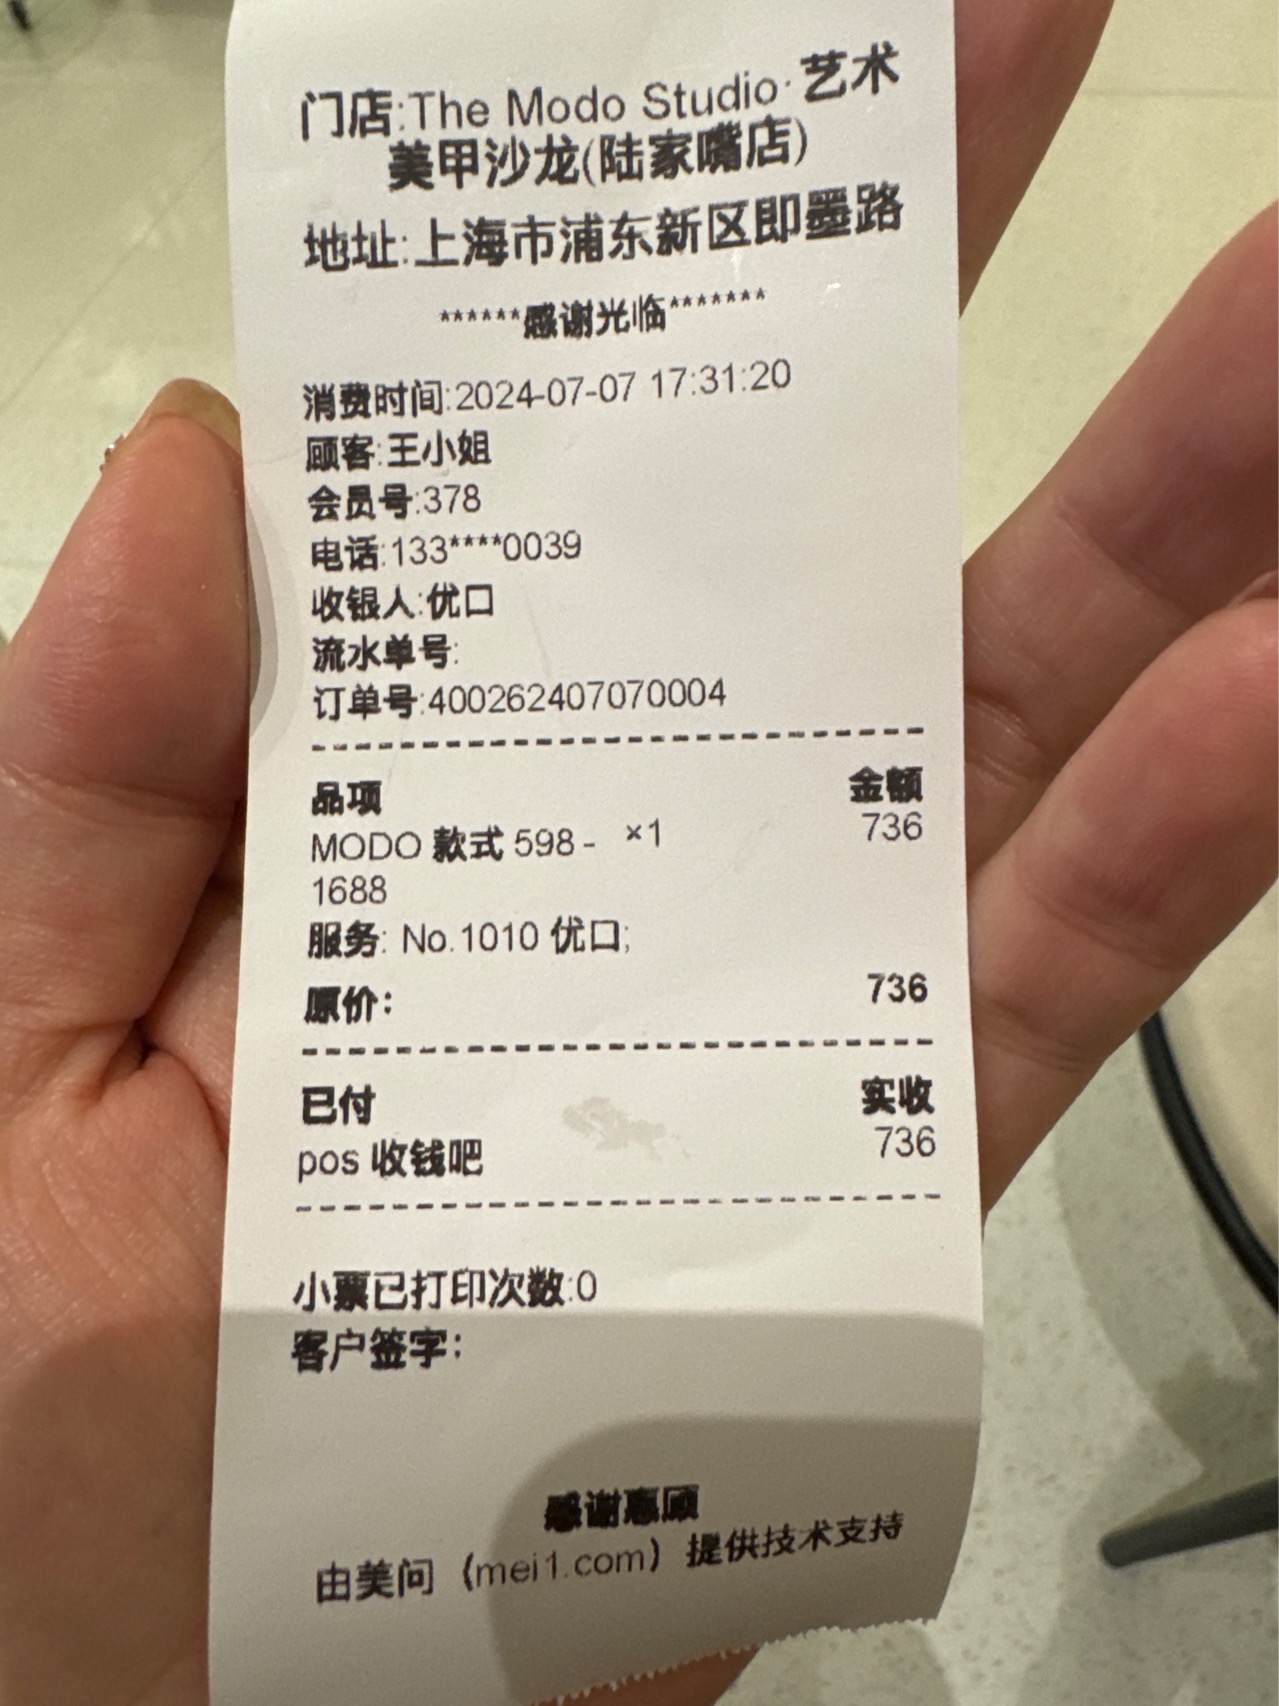 门店:The Modo Studio·艺术
美甲沙龙(陆家嘴店)
地址:上海市浦东新区即墨路
******感谢光临*******
消费时间:2024-07-07 17:31:20
顾客:王小姐
会员号:378
电话:133****0039
收银人:优口
流水单号:
订单号:400262407070004
品项 金额
MODO 款式 598- ×1 736
1688
服务: No.1010 优口;
原价: 736
已付 实收
pos 收钱吧 736
小票已打印次数:0
客户签字:
感谢惠顾
由美问（mei1.com）提供技术支持